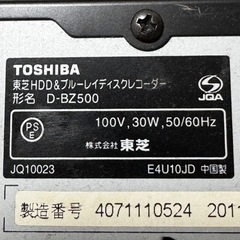 TOSHIBA
東芝HDD&ブルーレイディスクレコーダー
形名 D-BZ500
JQA
PS
E
100V, 30W, 50/60Hz
株式会社 東芝
JQ10023 E4U10JD 中国製
製造番号 4071110524 2011